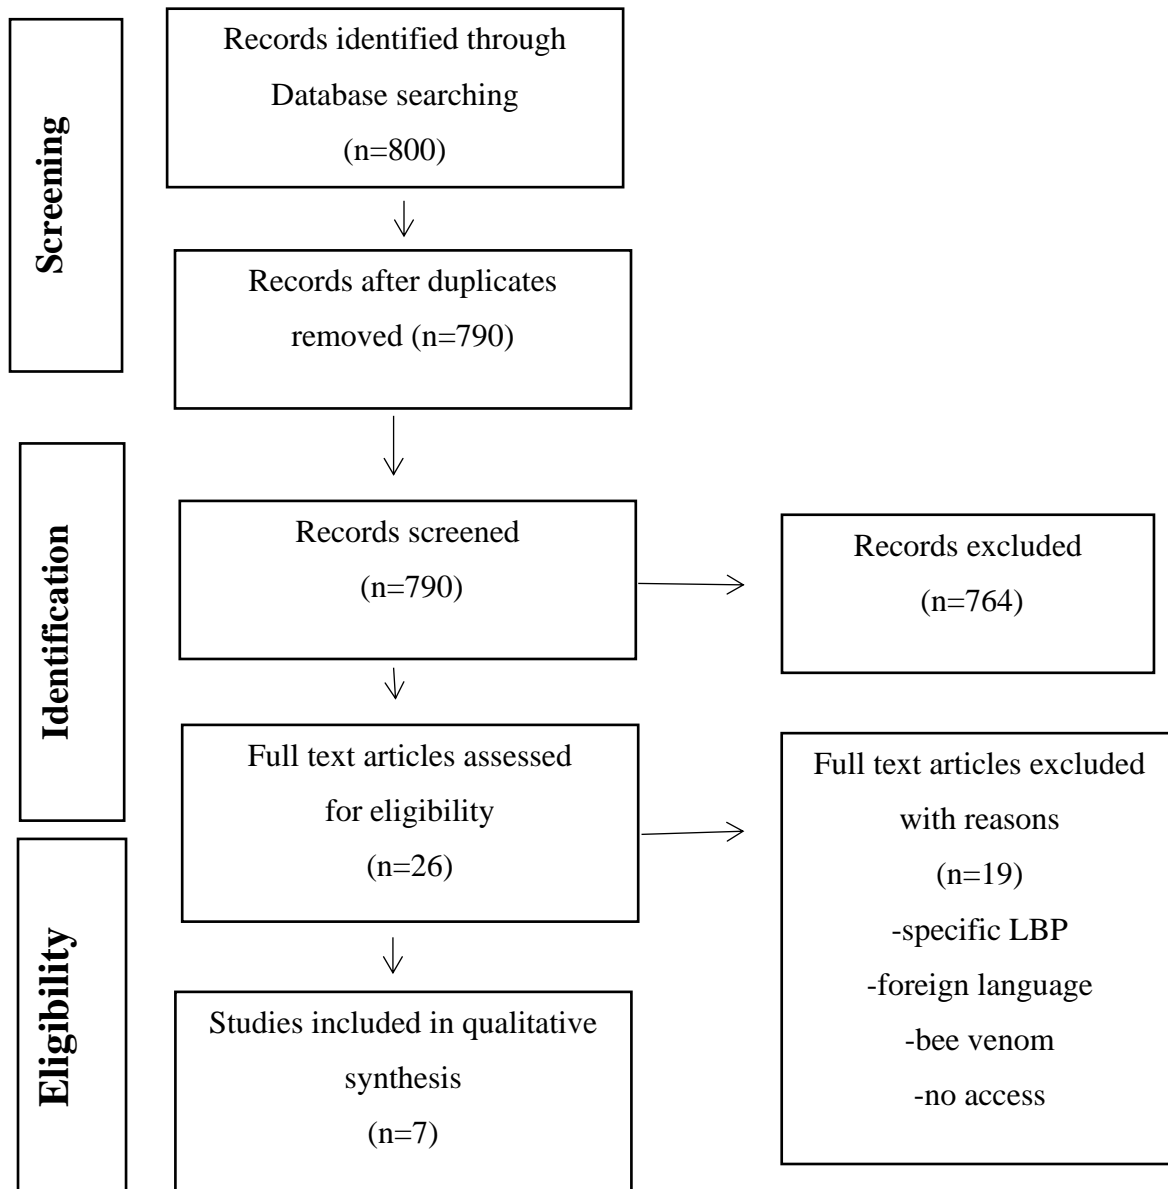 Screening
Records identified through
Database searching
(n=800)
Records after duplicates
removed (n=790)
Identification
Records screened
(n=790)
Records excluded
(n=764)
Full text articles assessed
for eligibility
(n=26)
Full text articles excluded
with reasons
(n=19)
-specific LBP
-foreign language
-bee venom
-no access
Eligibility
Studies included in qualitative
synthesis
(n=7)